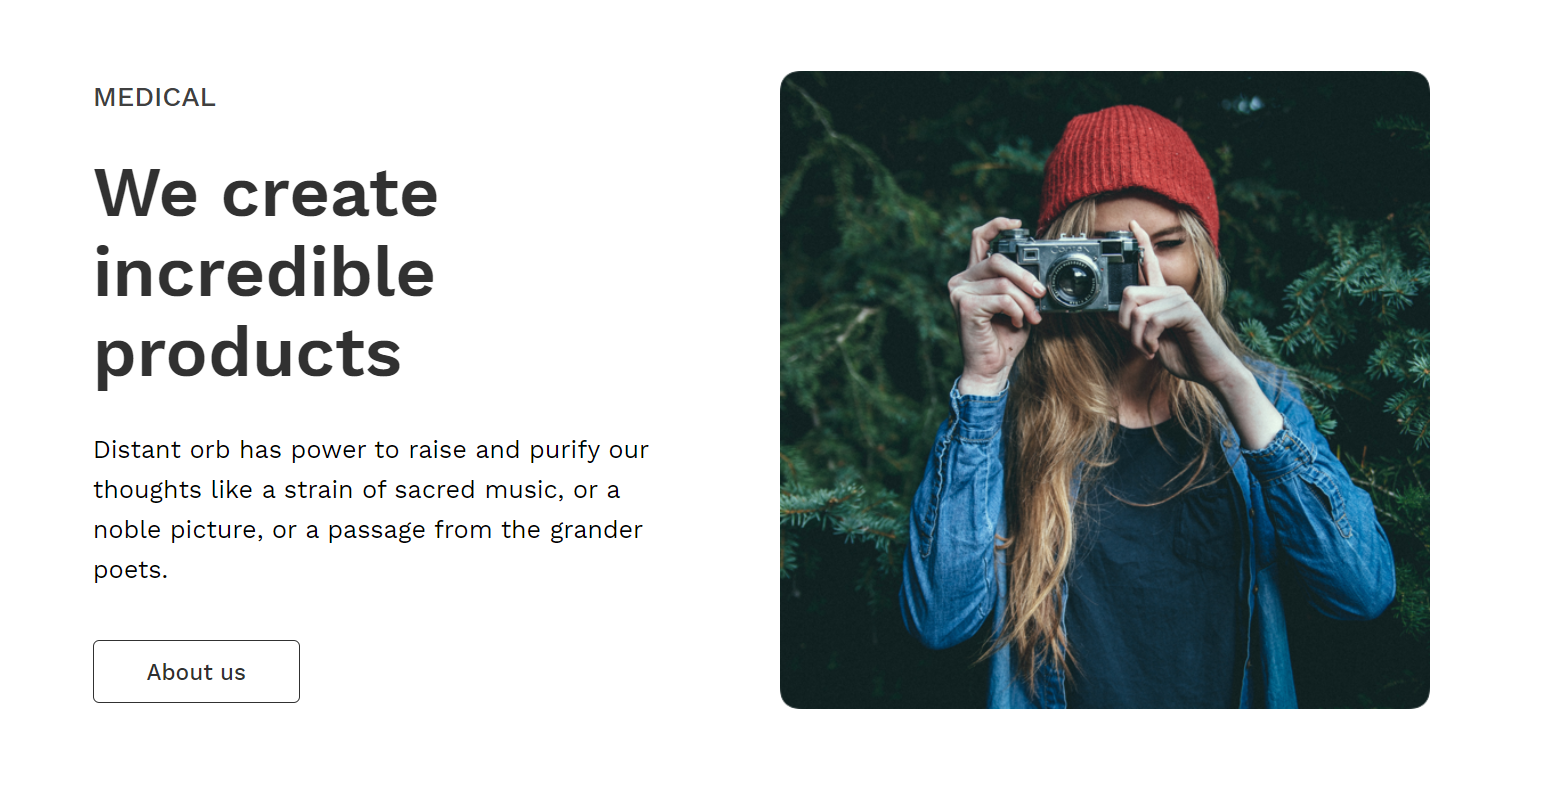 MEDICAL
We create
incredible
products
Distant orb has power to raise and purify our
thoughts like a strain of sacred music, or a
noble picture, or a passage from the grander
poets.
About us
Contax